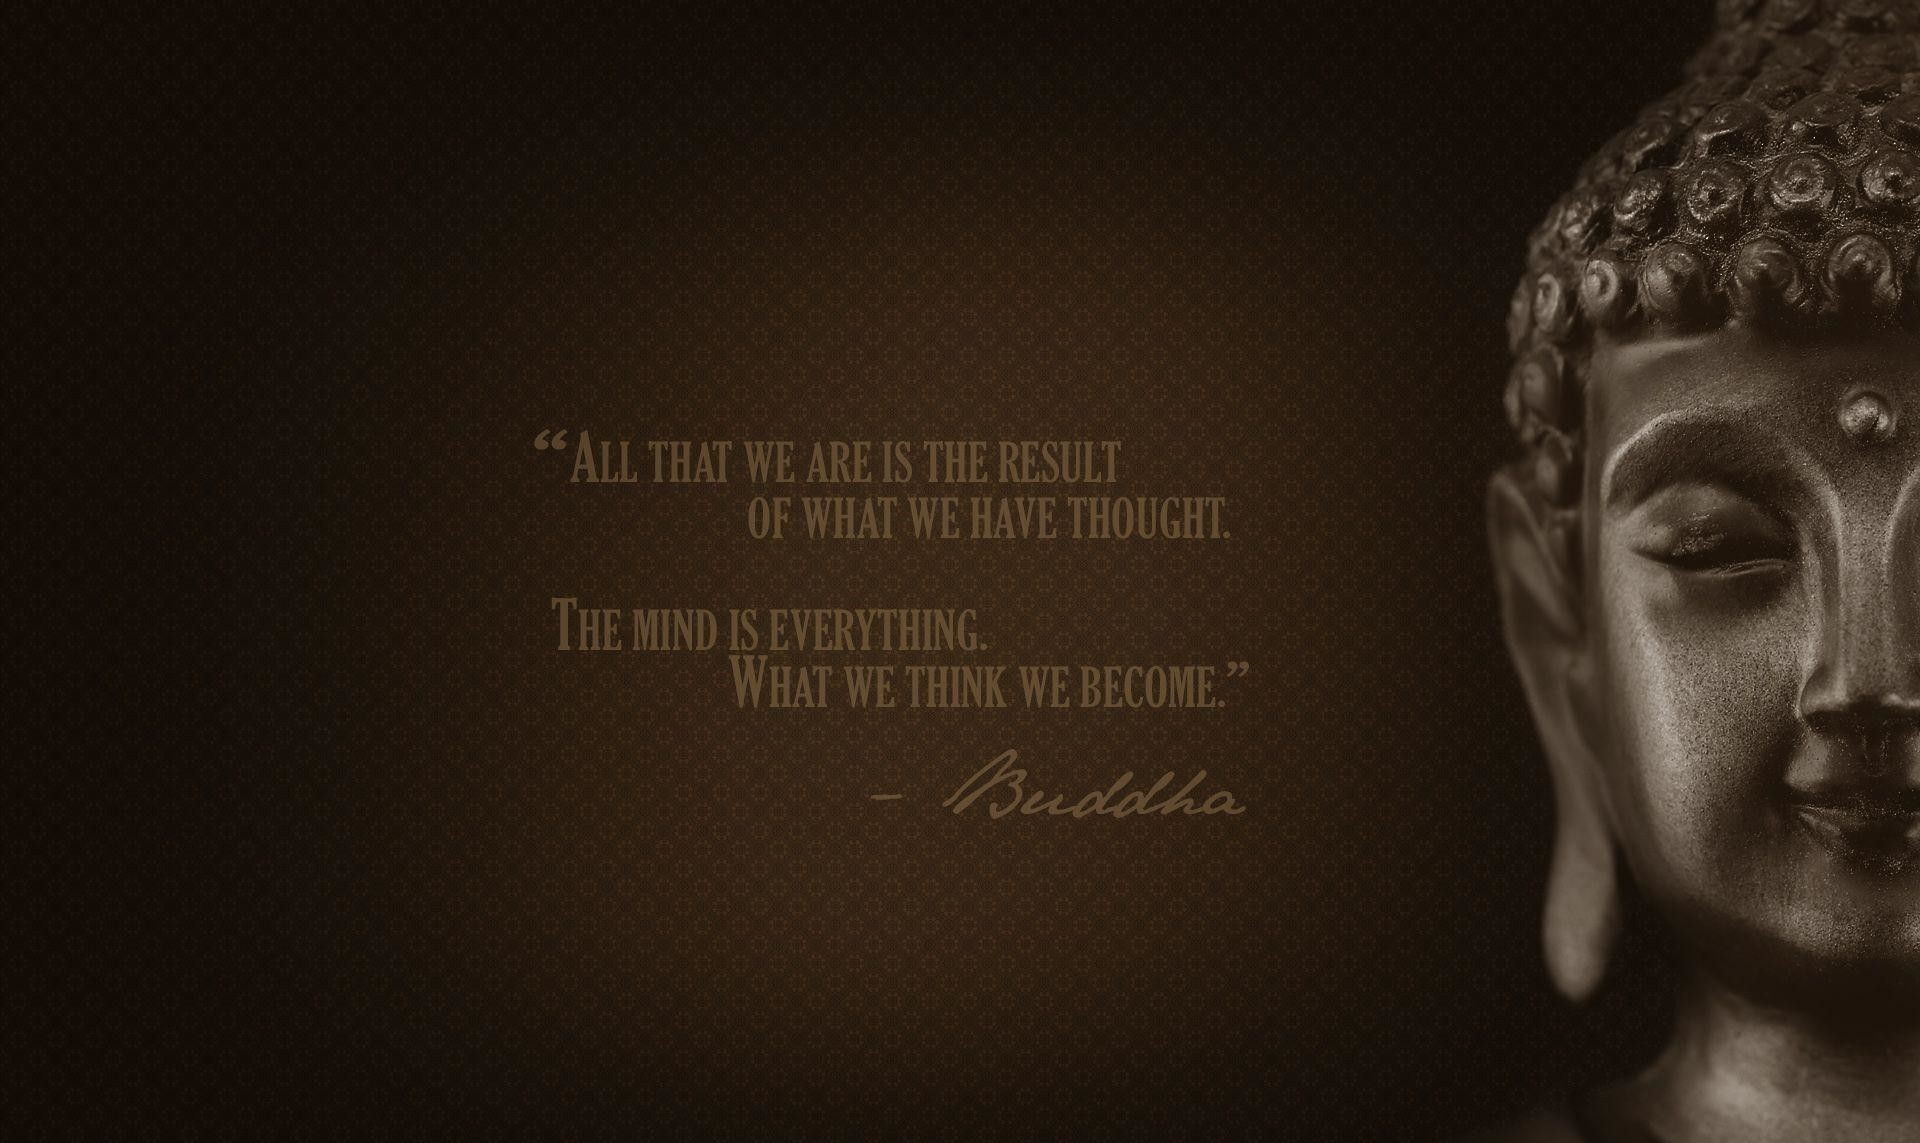 “All that we are is the result
of what we have thought.
The mind is everything.
What we think we become.”
– Buddha